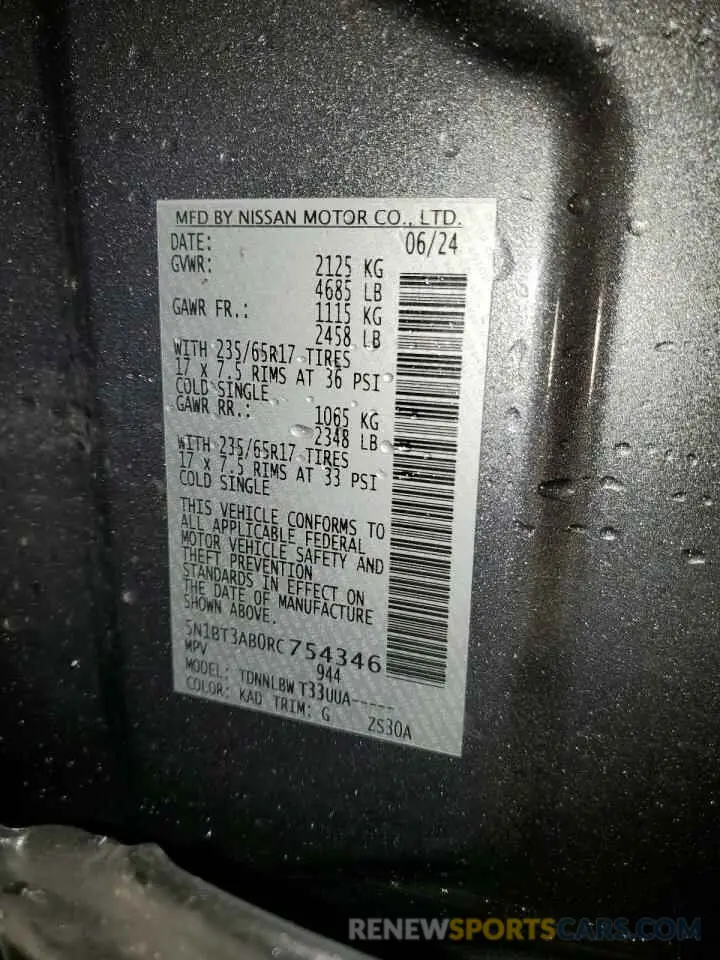 MFD BY NISSAN MOTOR CO., LTD.
DATE: 06/24
GVWR: 2125 KG
4685 LB
GAWR FR.: 1115 KG
2458 LB
WITH 235/65R17 TIRES
17 x 7.5 RIMS AT 36 PSI
COLD SINGLE
GAWR RR.: 1065 KG
2348 LB
WITH 235/65R17 TIRES
17 x 7.5 RIMS AT 33 PSI
COLD SINGLE
THIS VEHICLE CONFORMS TO
ALL APPLICABLE FEDERAL
MOTOR VEHICLE SAFETY AND
THEFT PREVENTION
STANDARDS IN EFFECT ON
THE DATE OF MANUFACTURE
SHOWN ABOVE.
5N1BT3AB0RC754346
MPV 944
MODEL: TDNNLBW T33UUA-----
COLOR: KAD TRIM: G 2S30A
RENEWSPORTSCARS.COM